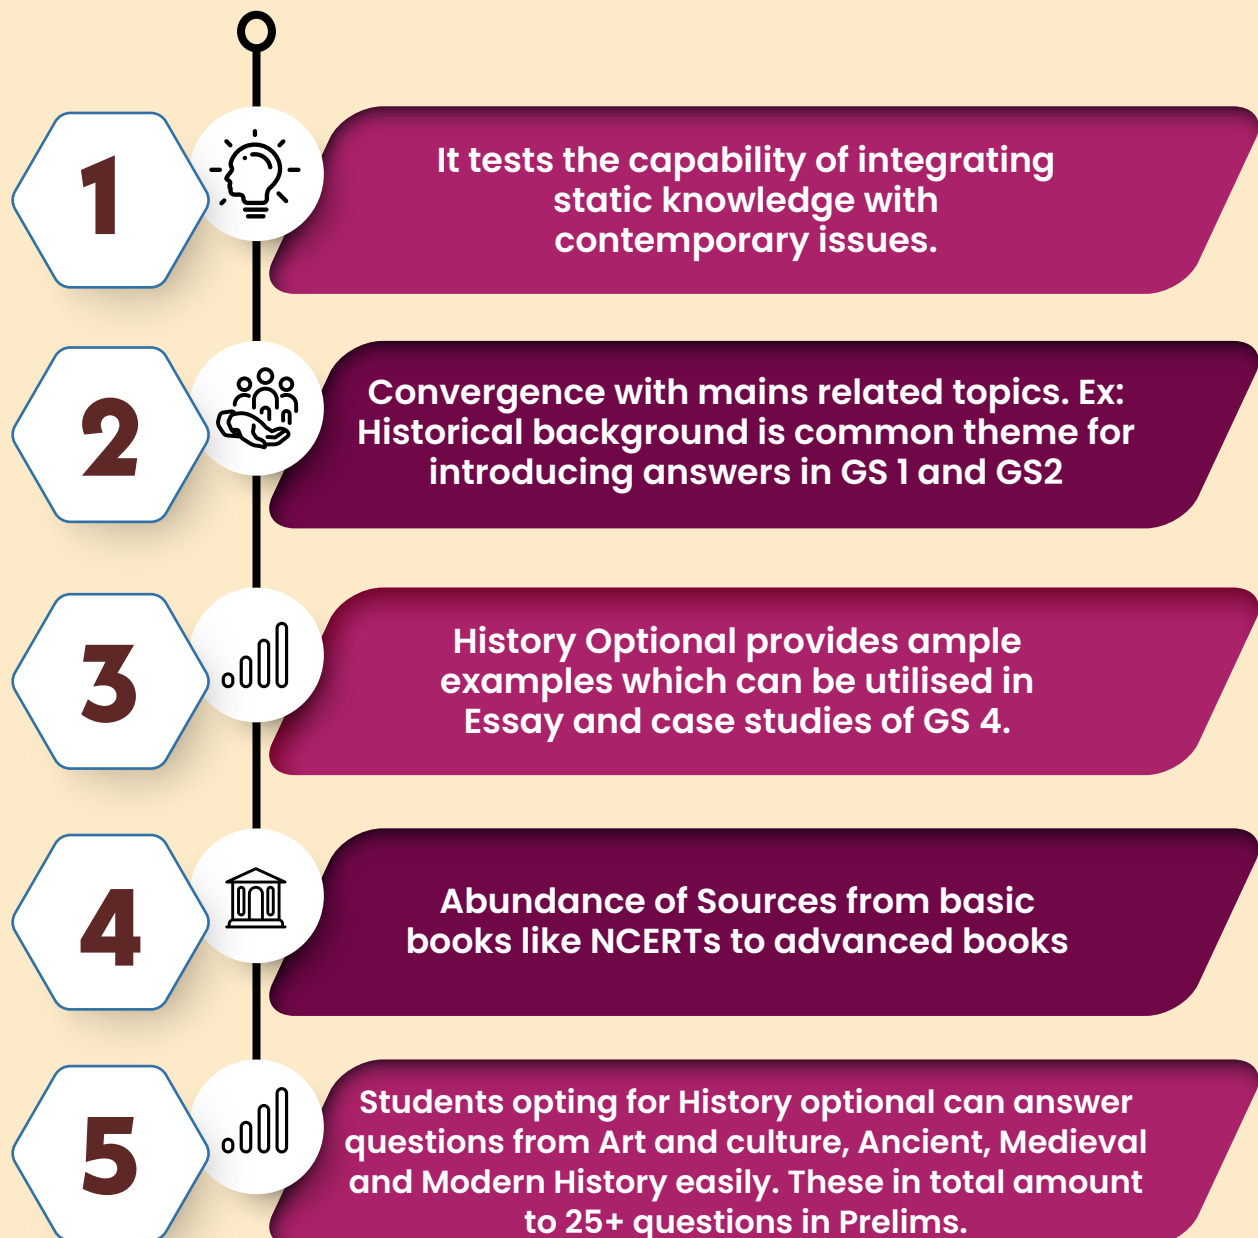 1
It tests the capability of integrating
static knowledge with
contemporary issues.
2
Convergence with mains related topics. Ex:
Historical background is common theme for
introducing answers in GS 1 and GS2
3
History Optional provides ample
examples which can be utilised in
Essay and case studies of GS 4.
4
Abundance of Sources from basic
books like NCERTs to advanced books
5
Students opting for History optional can answer
questions from Art and culture, Ancient, Medieval
and Modern History easily. These in total amount
to 25+ questions in Prelims.